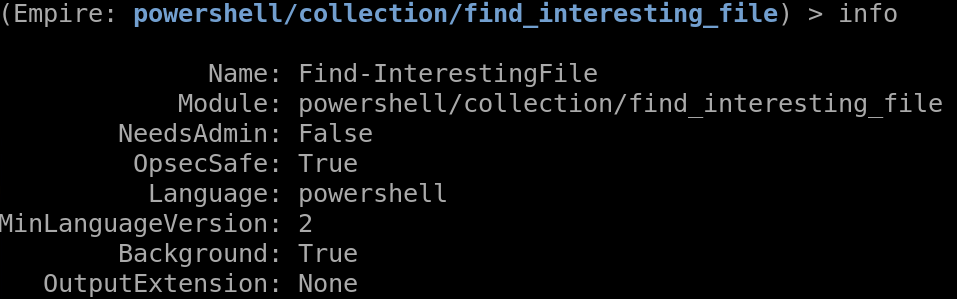 (Empire: powershell/collection/find_interesting_file) > info
Name: Find-InterestingFile
Module: powershell/collection/find_interesting_file
NeedsAdmin: False
OpsecSafe: True
Language: powershell
MinLanguageVersion: 2
Background: True
OutputExtension: None